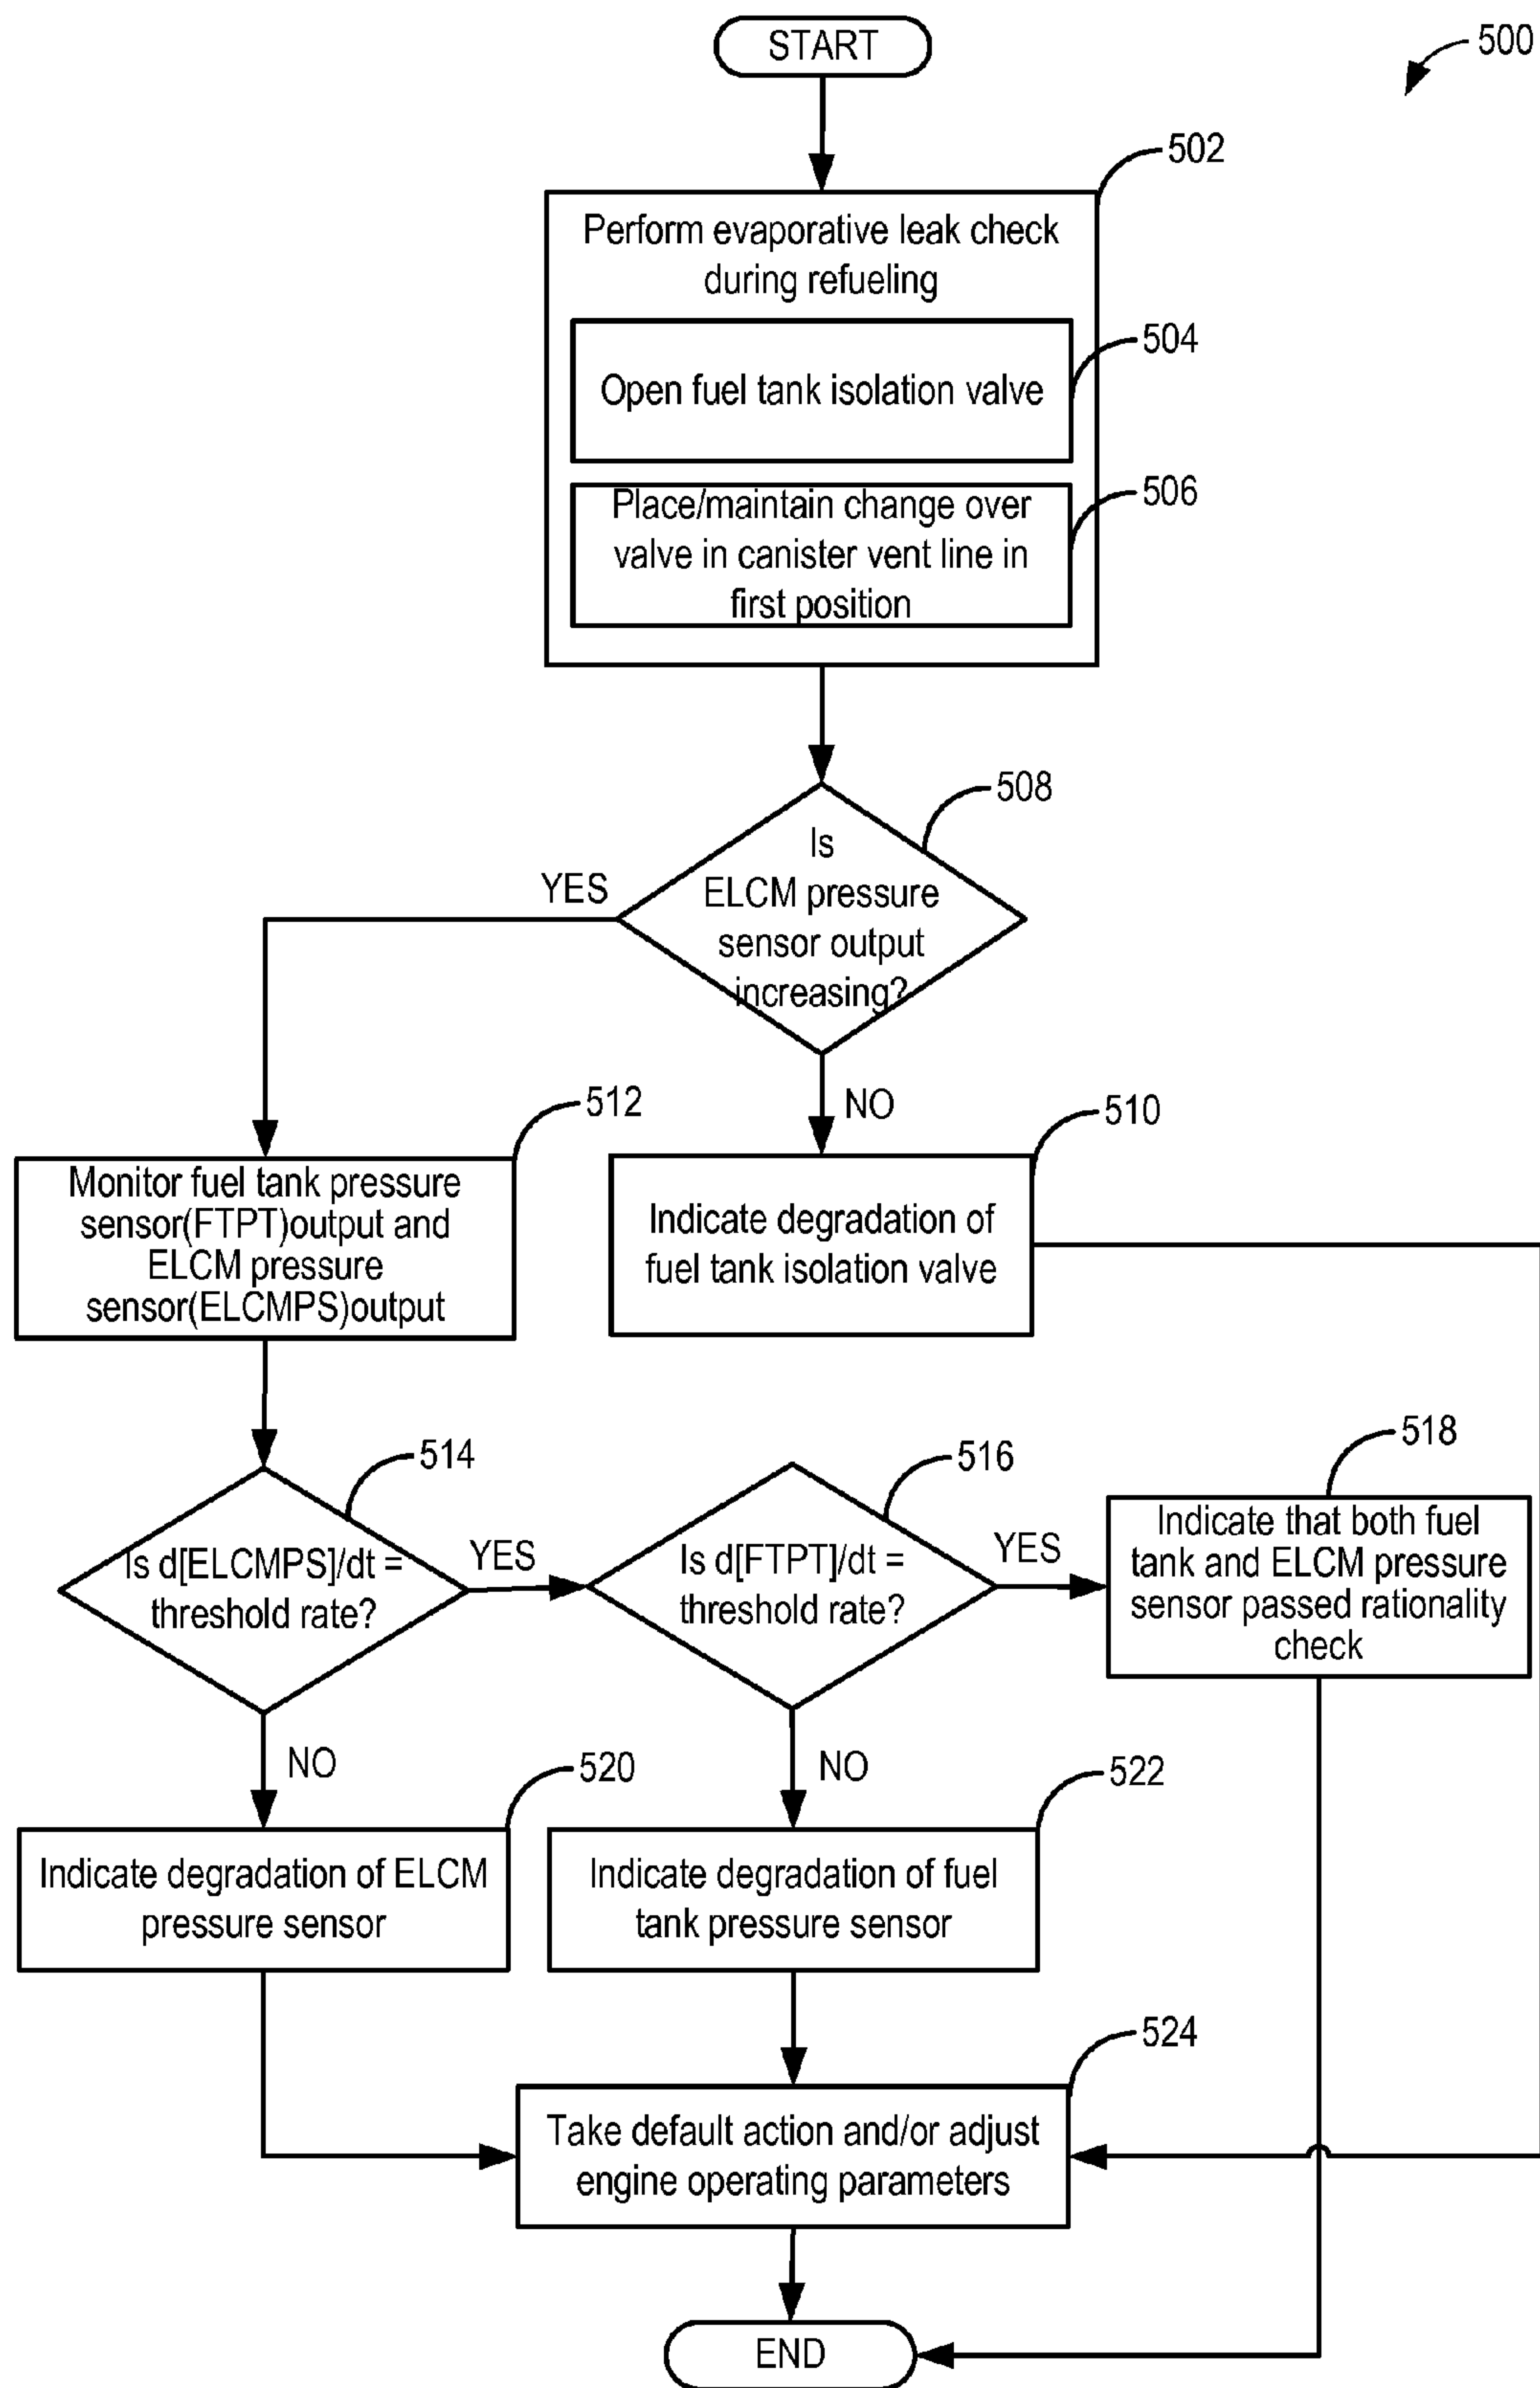 START
500
502
Perform evaporative leak check
during refueling
504
Open fuel tank isolation valve
506
Place/maintain change over
valve in canister vent line in
first position
508
Is
ELCM pressure
sensor output
increasing?
YES
NO
512
Monitor fuel tank pressure
sensor(FTPT)output and
ELCM pressure
sensor(ELCMPS)output
510
Indicate degradation of
fuel tank isolation valve
514
Is d[ELCMPS]/dt =
threshold rate?
YES
516
Is d[FTPT]/dt =
threshold rate?
YES
518
Indicate that both fuel
tank and ELCM pressure
sensor passed rationality
check
NO
520
Indicate degradation of ELCM
pressure sensor
NO
522
Indicate degradation of fuel
tank pressure sensor
524
Take default action and/or adjust
engine operating parameters
END